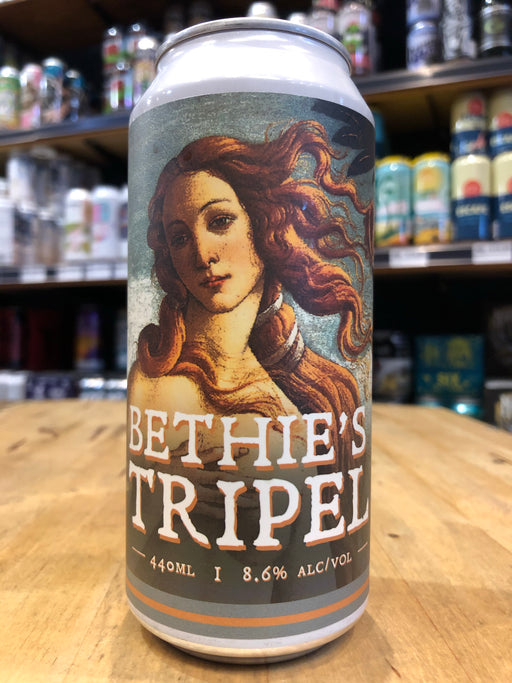 BETHIE'S
TRIPEL
440ML I 8.6% ALC/VOL